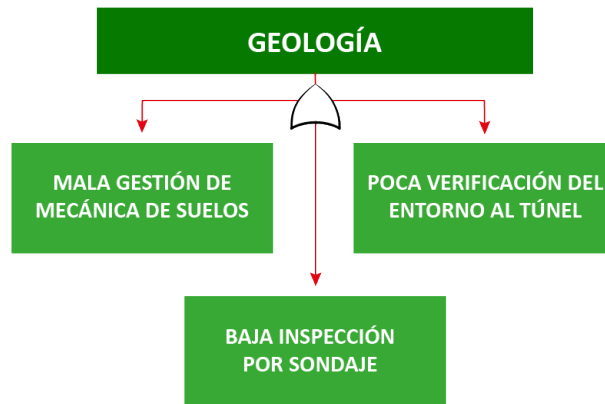 GEOLOGÍA
MALA GESTIÓN DE
MECÁNICA DE SUELOS
POCA VERIFICACIÓN DEL
ENTORNO AL TÚNEL
BAJA INSPECCIÓN
POR SONDAJE